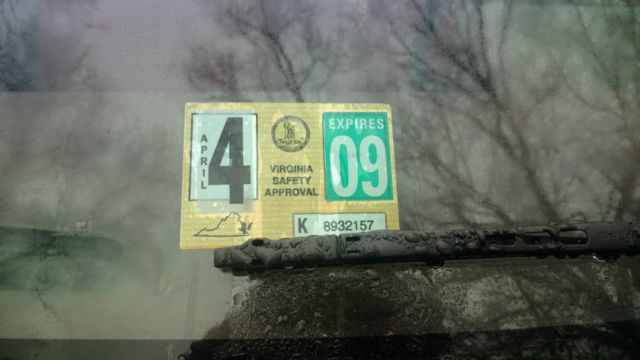 APRIL
4
VIRGINIA
SAFETY
APPROVAL
EXPIRES
09
K 8932157